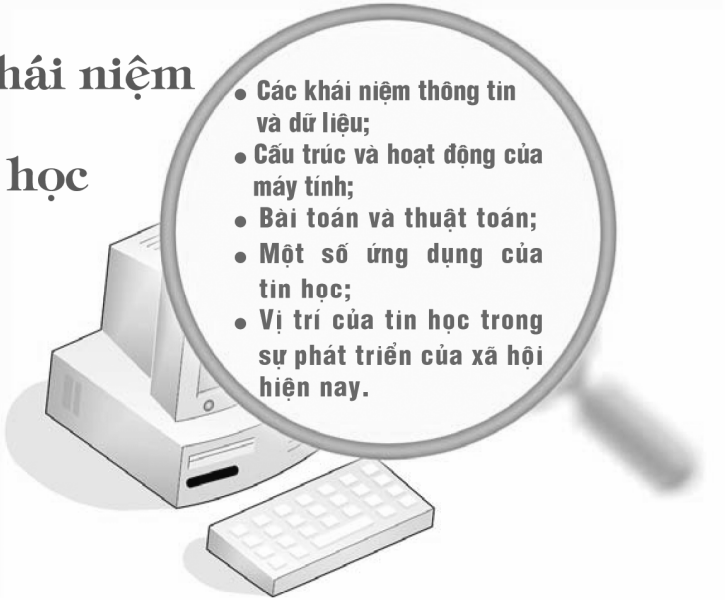 hái niệm
học
• Các khái niệm thông tin
và dữ liệu;
• Cấu trúc và hoạt động của
máy tính;
• Bài toán và thuật toán;
• Một số ứng dụng của
tin học;
• Vị trí của tin học trong
sự phát triển của xã hội
hiện nay.